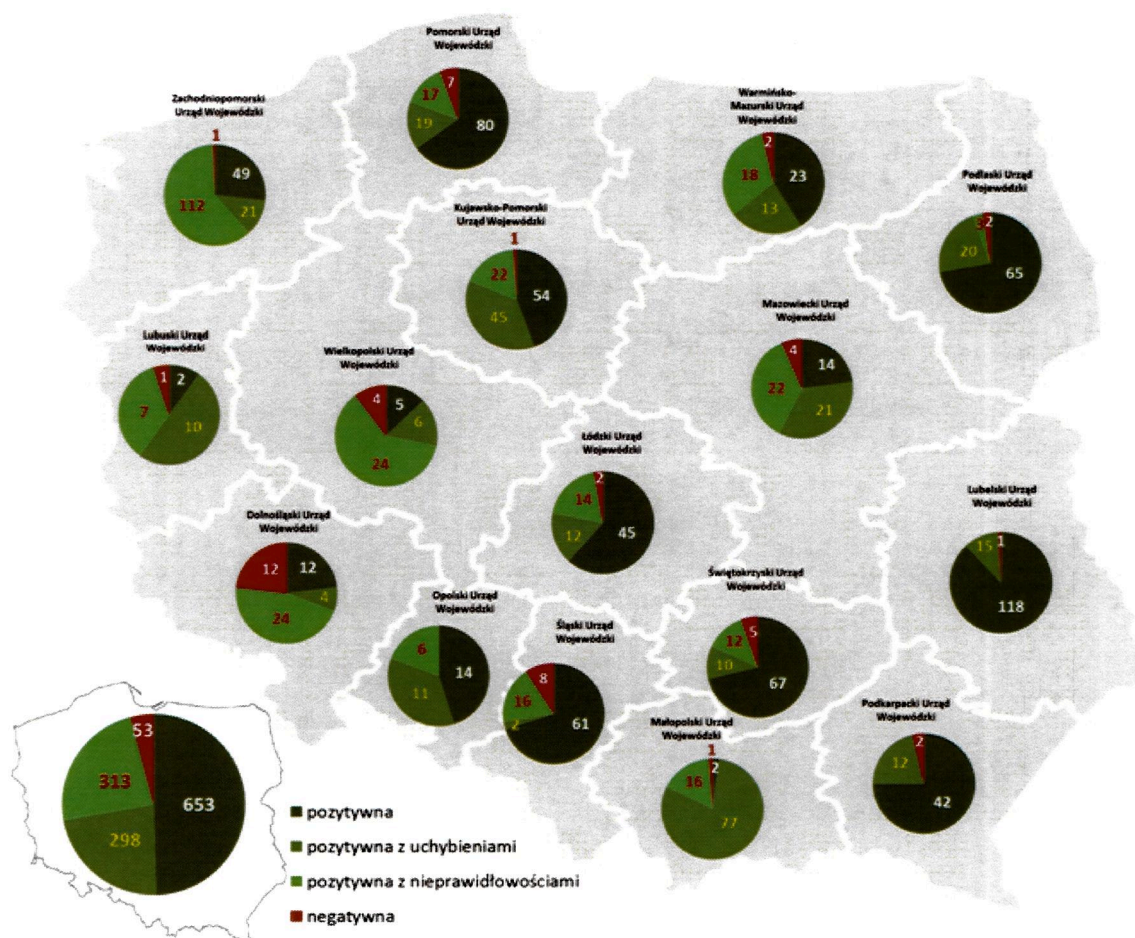 Pomorski Urząd
Wojewódzki
7
17
19
80
Zachodniopomorski
Urząd Wojewódzki
1
49
112
21
Warmińsko-
Mazurski Urząd
Wojewódzki
2
18
23
13
Podlaski Urząd
Wojewódzki
3
2
20
65
Kujawsko-Pomorski
Urząd Wojewódzki
1
22
54
45
Mazowiecki Urząd
Wojewódzki
4
14
22
21
Lubuski Urząd
Wojewódzki
1
2
7
10
Wielkopolski Urząd
Wojewódzki
4
5
6
24
Łódzki Urząd
Wojewódzki
2
14
12
45
Lubelski Urząd
Wojewódzki
15
1
118
Dolnośląski Urząd
Wojewódzki
12
12
4
24
Opolski Urząd
Wojewódzki
6
14
11
Śląski Urząd
Wojewódzki
8
16
2
61
Świętokrzyski Urząd
Wojewódzki
5
12
10
67
Małopolski Urząd
Wojewódzki
1
2
16
77
Podkarpacki Urząd
Wojewódzki
2
12
42
53
313
653
298
pozytywna
pozytywna z uchybieniami
pozytywna z nieprawidłowościami
negatywna